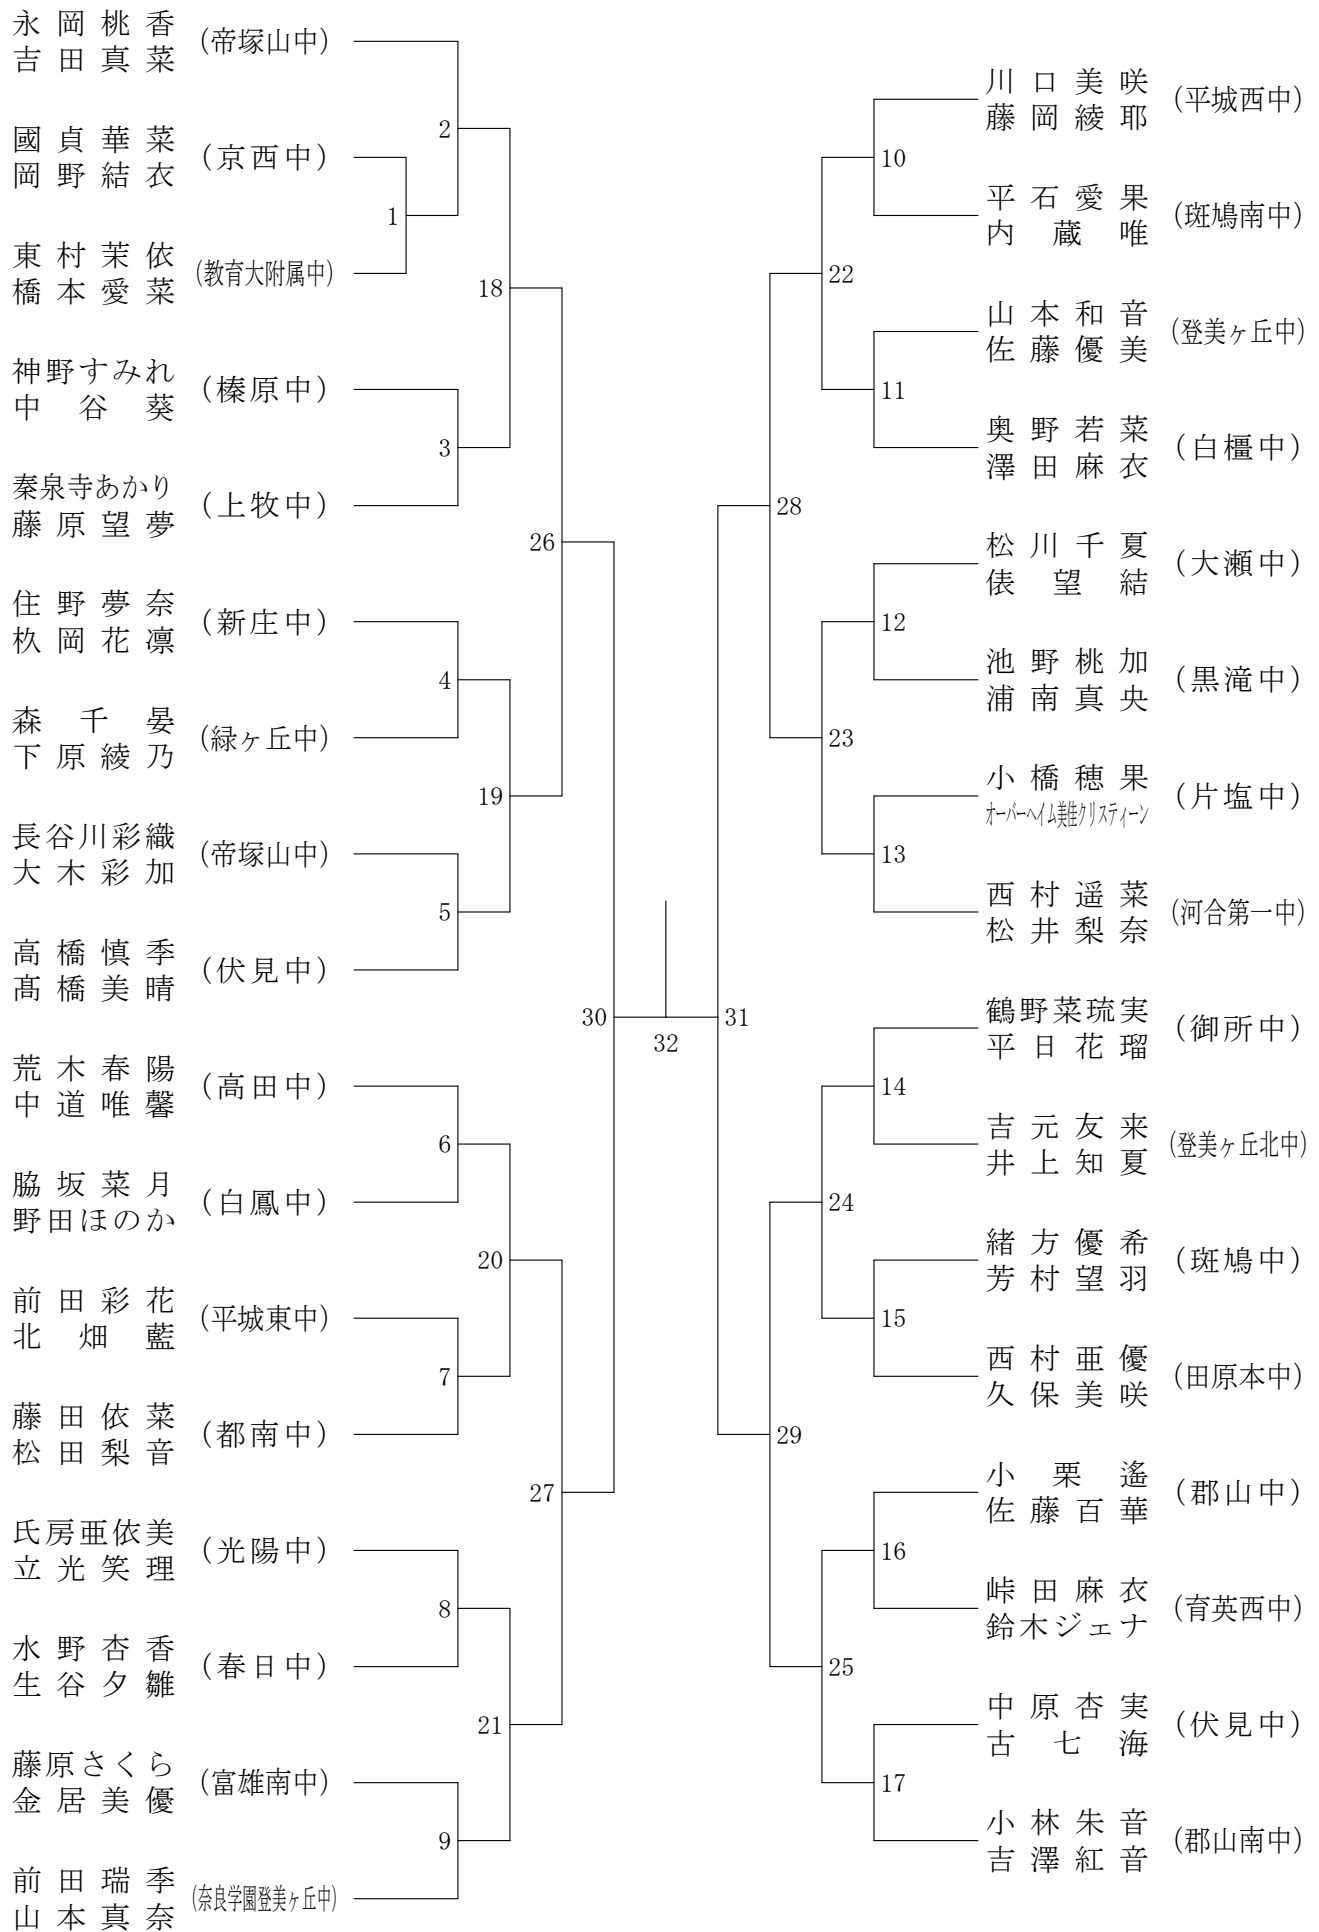 永岡桃香
吉田真菜
(帝塚山中)
國貞華菜
岡野結衣
(京西中)
東村茉依
橋本愛菜
(教育大附属中)
神野すみれ
中谷葵
(榛原中)
秦泉寺あかり
藤原望夢
(上牧中)
住野夢奈
杦岡花凛
(新庄中)
森千晏
下原綾乃
(緑ヶ丘中)
長谷川彩織
大木彩加
(帝塚山中)
高橋慎季
髙橋美晴
(伏見中)
荒木春陽
中道唯馨
(高田中)
脇坂菜月
野田ほのか
(白鳳中)
前田彩花
北畑藍
(平城東中)
藤田依菜
松田梨音
(都南中)
氏房亜依美
立光笑理
(光陽中)
水野杏香
生谷夕雛
(春日中)
藤原さくら
金居美優
(富雄南中)
前田瑞季
山本真奈
(奈良学園登美ヶ丘中)
1
2
3
4
5
6
7
8
9
18
19
20
21
26
27
30
32
31
28
29
22
23
24
25
10
11
12
13
14
15
16
17
川口美咲
藤岡綾耶
(平城西中)
平石愛果
内蔵唯
(斑鳩南中)
山本和音
佐藤優美
(登美ヶ丘中)
奥野若菜
澤田麻衣
(白橿中)
松川千夏
俵望結
(大瀬中)
池野桃加
浦南真央
(黒滝中)
小橋穂果
オーバーヘイム美佳クリスティーン
(片塩中)
西村遥菜
松井梨奈
(河合第一中)
鶴野菜琉実
平日花瑠
(御所中)
吉元友来
井上知夏
(登美ヶ丘北中)
緒方優希
芳村望羽
(斑鳩中)
西村亜優
久保美咲
(田原本中)
小栗遙
佐藤百華
(郡山中)
峠田麻衣
鈴木ジェナ
(育英西中)
中原杏実
古七海
(伏見中)
小林朱音
吉澤紅音
(郡山南中)